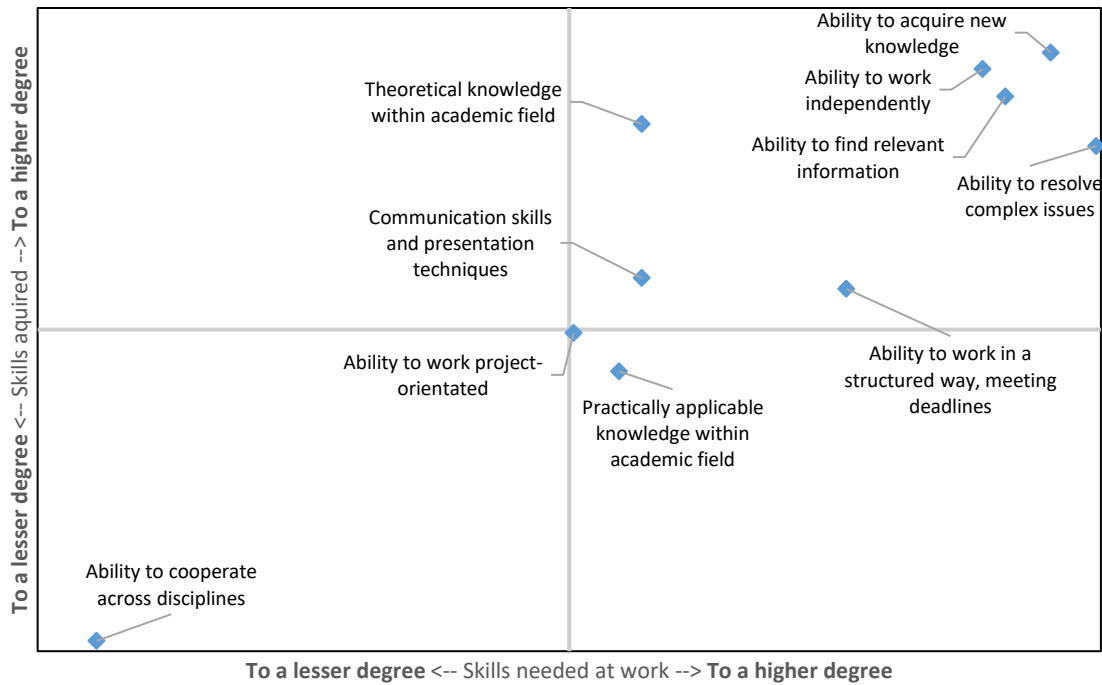 Ability to acquire new
knowledge
Ability to work
independently
Theoretical knowledge
within academic field
Ability to find relevant
information
Ability to resolve
complex issues
Communication skills
and presentation
techniques
Ability to work project-
orientated
Ability to work in a
structured way, meeting
deadlines
Practically applicable
knowledge within
academic field
Ability to cooperate
across disciplines
To a lesser degree <-- Skills aquired --> To a higher degree
To a lesser degree <-- Skills needed at work --> To a higher degree